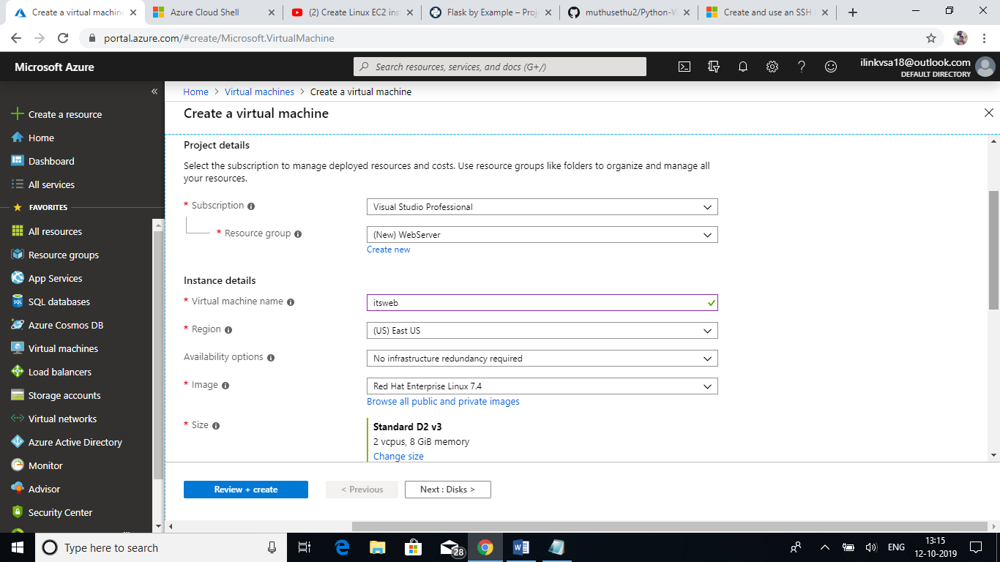 Create a virtual machin
Azure Cloud Shell
(2) Create Linux EC2 ins
Flask by Example – Proj
muthusethu2/Python-W
Create and use an SSH
portal.azure.com/#create/Microsoft.VirtualMachine
Microsoft Azure
Search resources, services, and docs (G+/)
ilinkvsa18@outlook.com
DEFAULT DIRECTORY
«
Create a resource
Home
Dashboard
All services
FAVORITES
All resources
Resource groups
App Services
SQL
SQL databases
Azure Cosmos DB
Virtual machines
Load balancers
Storage accounts
Virtual networks
Azure Active Directory
Monitor
Advisor
Security Center
Home > Virtual machines > Create a virtual machine
Create a virtual machine
Project details
Select the subscription to manage deployed resources and costs. Use resource groups like folders to organize and manage all
your resources.
* Subscription
Visual Studio Professional
* Resource group
(New) WebServer
Create new
Instance details
* Virtual machine name
itsweb
* Region
(US) East US
Availability options
No infrastructure redundancy required
* Image
Red Hat Enterprise Linux 7.4
Browse all public and private images
* Size
Standard D2 v3
2 vcpus, 8 GiB memory
Change size
Review + create
< Previous
Next : Disks >
Type here to search
28
ENG
13:15
12-10-2019